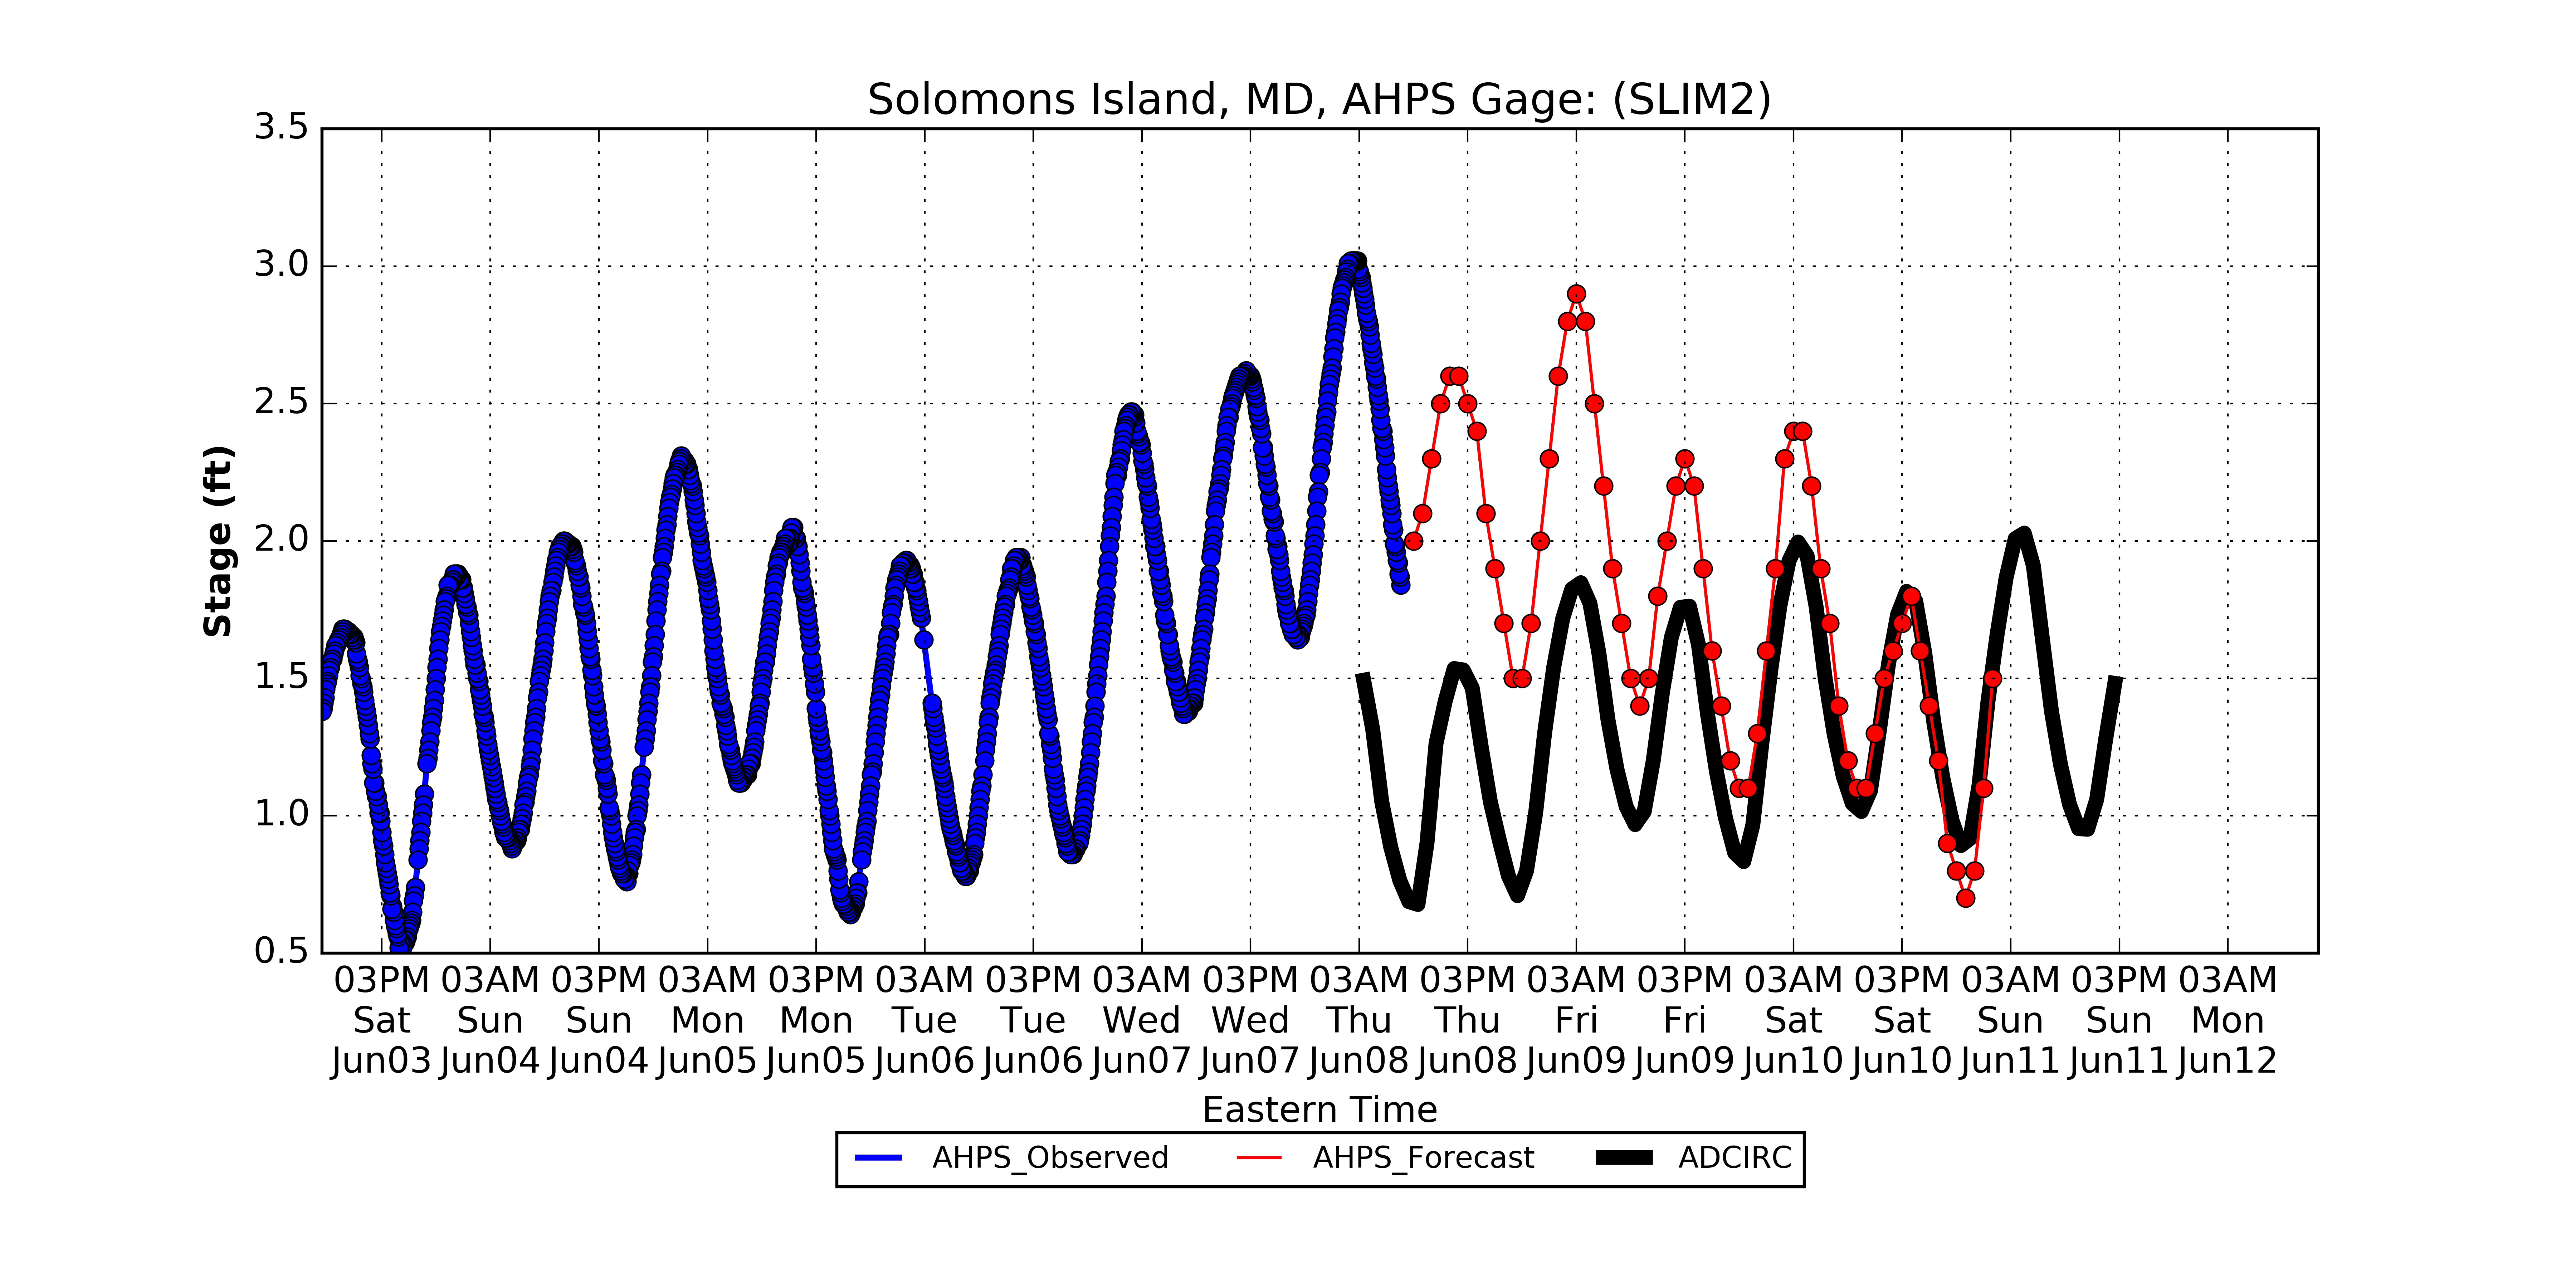 Solomons Island, MD, AHPS Gage: (SLIM2)
Stage (ft)
3.5
3.0
2.5
2.0
1.5
1.0
0.5
03PM 03AM 03PM 03AM 03PM 03AM 03PM 03AM 03PM 03AM 03PM 03AM 03PM 03AM 03PM 03AM 03PM 03AM
Sat Sun Sun Mon Mon Tue Tue Wed Wed Thu Thu Fri Fri Sat Sat Sun Sun Mon
Jun03 Jun04 Jun04 Jun05 Jun05 Jun06 Jun06 Jun07 Jun07 Jun08 Jun08 Jun09 Jun09 Jun10 Jun10 Jun11 Jun11 Jun12
Eastern Time
AHPS_Observed AHPS_Forecast ADCIRC